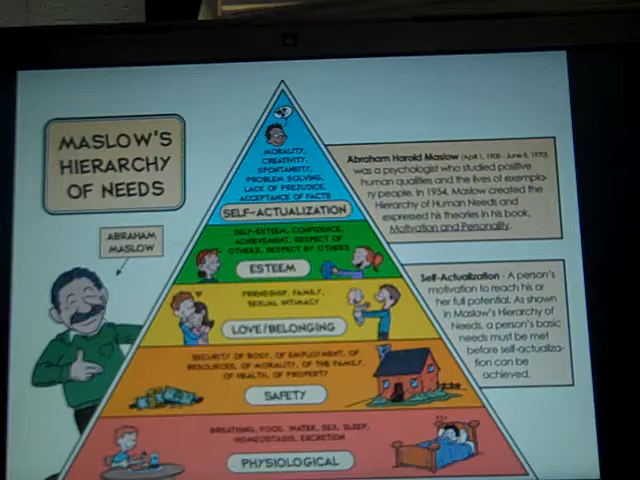 MASLOW'S
HIERARCHY
OF NEEDS
ABRAHAM
MASLOW
MORALITY,
CREATIVITY,
SPONTANEITY,
PROBLEM SOLVING,
LACK OF PREJUDICE,
ACCEPTANCE OF FACTS
SELF-ACTUALIZATION
SELF-ESTEEM, CONFIDENCE,
ACHIEVEMENT, RESPECT OF
OTHERS, RESPECT BY OTHERS
ESTEEM
FRIENDSHIP, FAMILY,
SEXUAL INTIMACY
LOVE/BELONGING
SECURITY OF BODY, OF EMPLOYMENT, OF
RESOURCES, OF MORALITY, OF THE FAMILY,
OF HEALTH, OF PROPERTY
SAFETY
BREATHING, FOOD, WATER, SEX, SLEEP,
HOMEOSTASIS, EXCRETION
PHYSIOLOGICAL
Abraham Harold Maslow (April 1, 1908 - June 8, 1970)
was a psychologist who studied positive
human qualities and the lives of exempla-
ry people. In 1954, Maslow created the
Hierarchy of Human Needs and
expressed his theories in his book,
Motivation and Personality.
Self-Actualization - A person's
motivation to reach his or
her full potential. As shown
in Maslow's Hierarchy of
Needs, a person's basic
needs must be met
before self-actualiza-
tion can be
achieved.